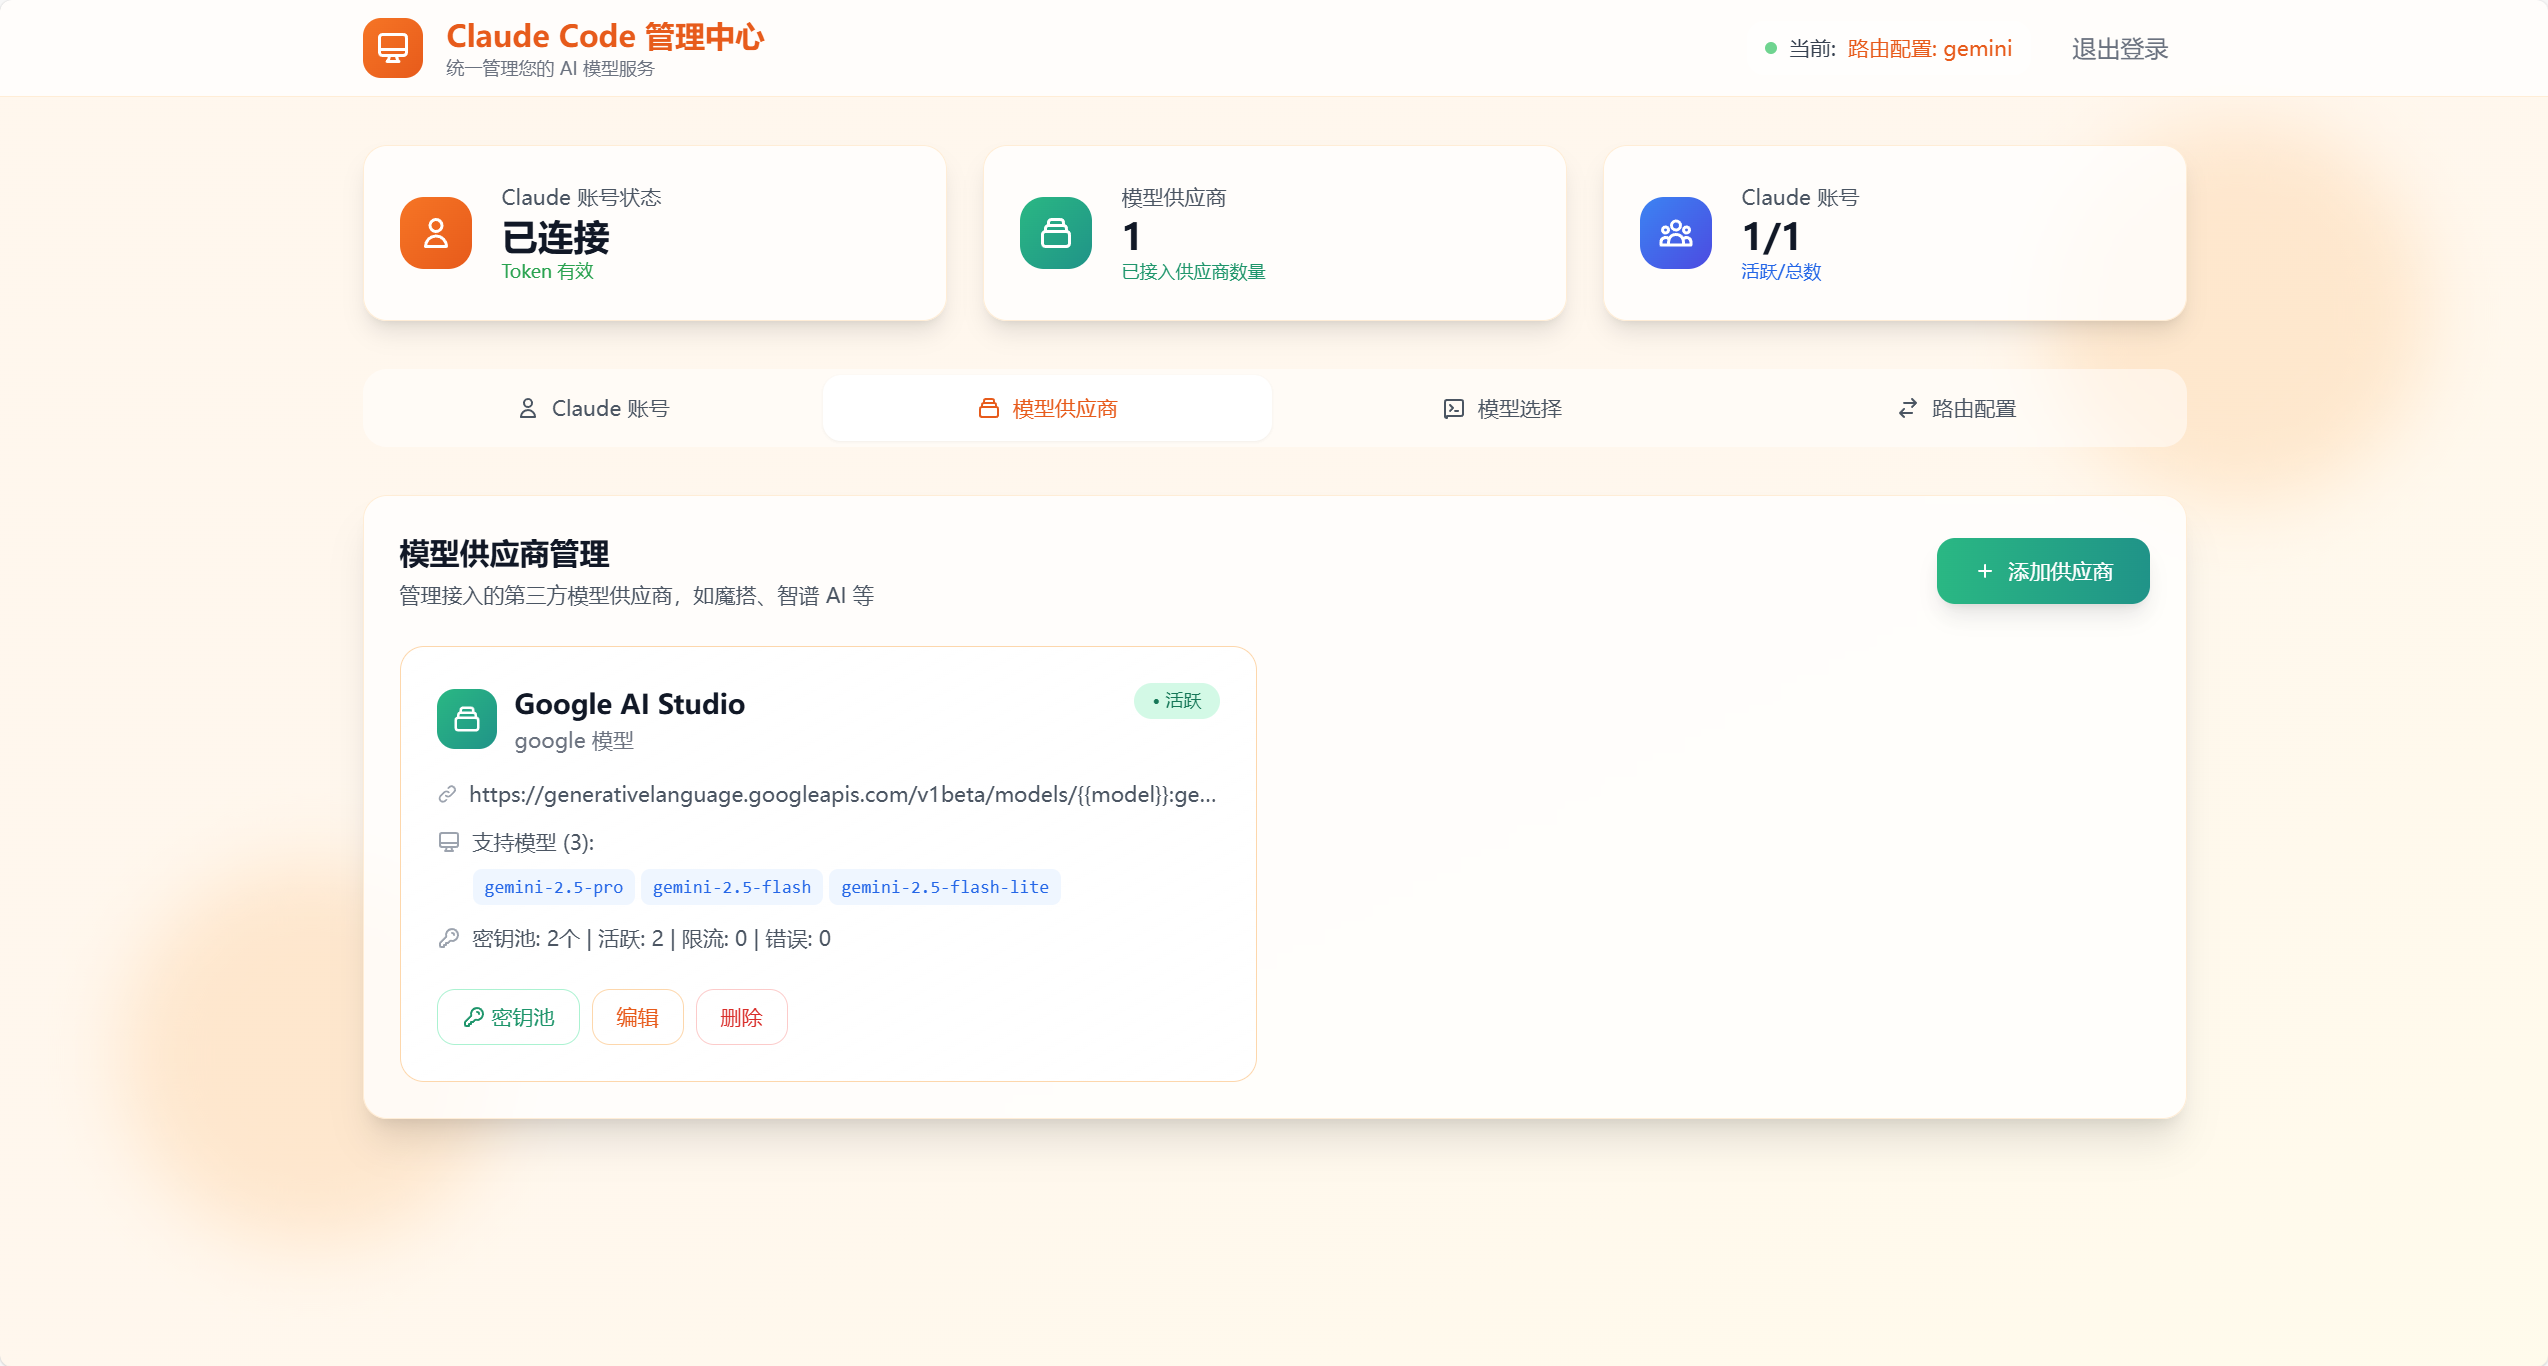 Claude Code 管理中心
统一管理您的 AI 模型服务
当前: 路由配置: gemini
退出登录
Claude 账号状态
已连接
Token 有效
模型供应商
1
已接入供应商数量
Claude 账号
1/1
活跃/总数
Claude 账号
模型供应商
模型选择
路由配置
模型供应商管理
管理接入的第三方模型供应商，如魔搭、智谱 AI 等
+ 添加供应商
Google AI Studio
• 活跃
google 模型
https://generativelanguage.googleapis.com/v1beta/models/{{model}}:ge...
支持模型 (3):
gemini-2.5-pro gemini-2.5-flash gemini-2.5-flash-lite
密钥池: 2个 | 活跃: 2 | 限流: 0 | 错误: 0
密钥池
编辑
删除